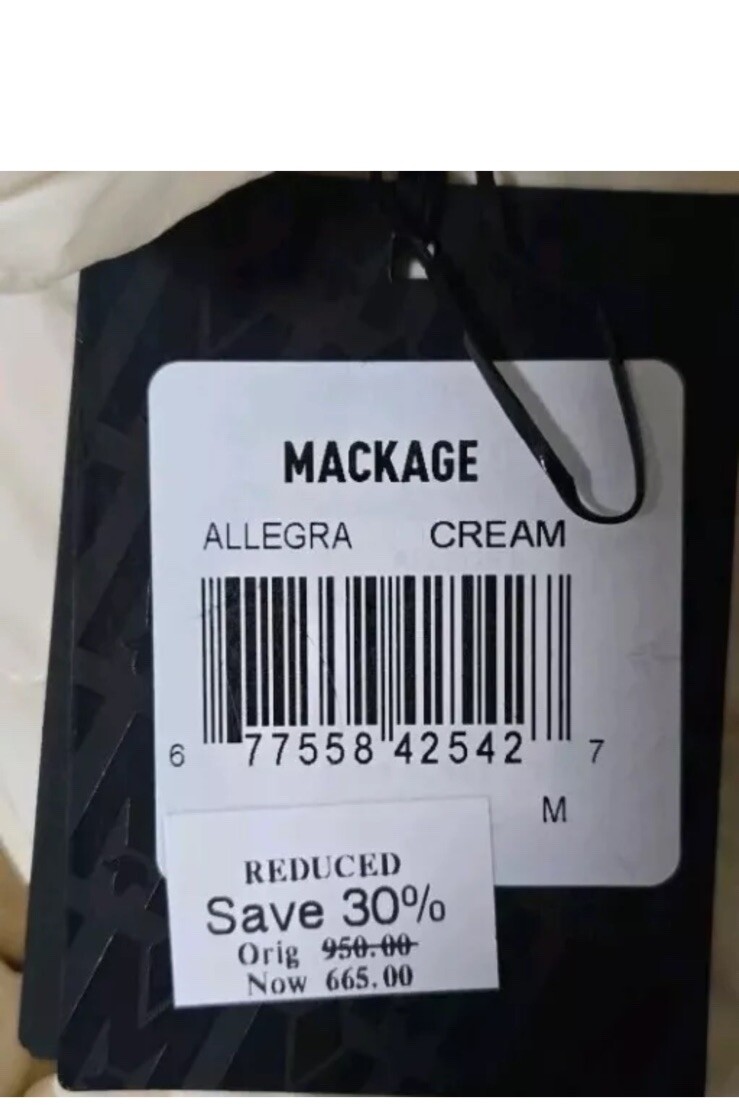 MACKAGE
ALLEGRA CREAM
6 77558 42542 7
M
REDUCED
Save 30%
Orig 950.00
Now 665.00